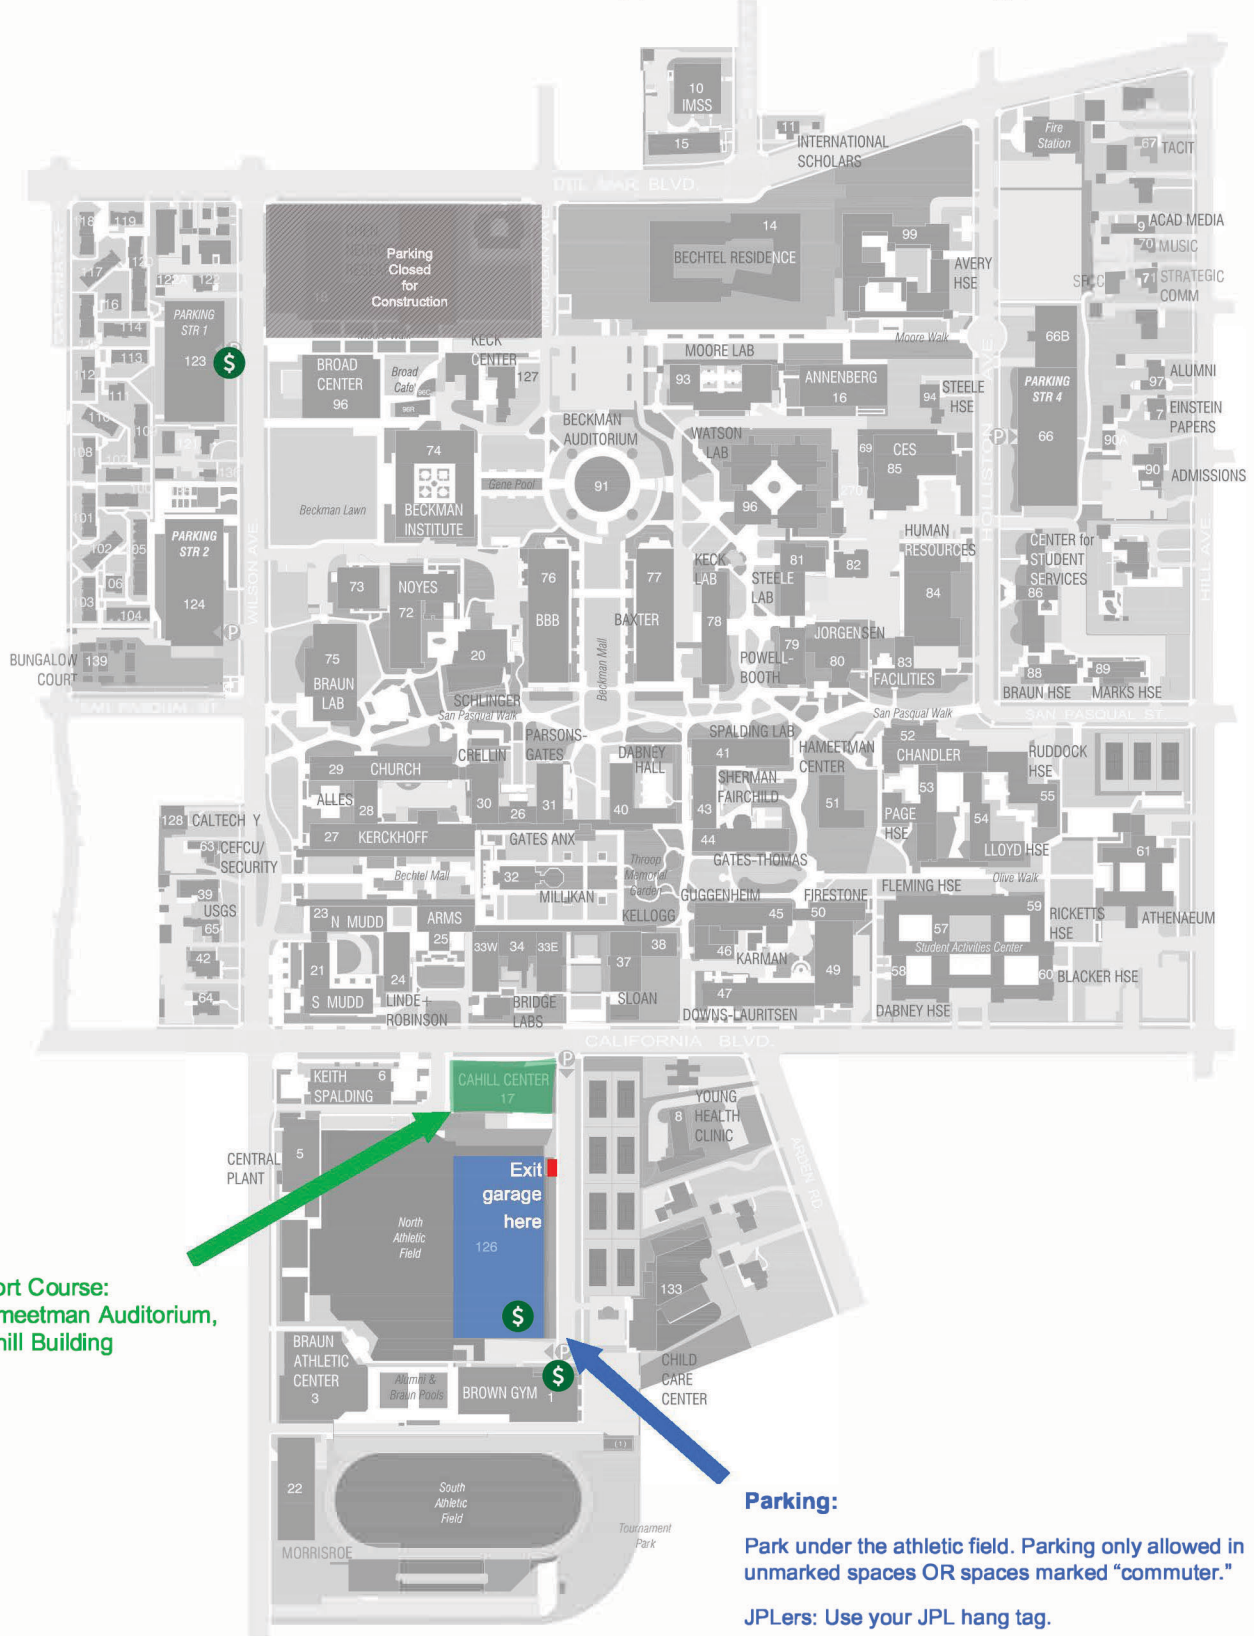 10
IMSS
15
11
INTERNATIONAL
SCHOLARS
Fire
Station
67
TACIT
DEL MAR BLVD.
118
119
117
1120
122A
122
16
114
113
112
PARKING
STR 1
123
$
Parking
Closed
for
Construction
14
BECHTEL RESIDENCE
99
AVERY
HSE
9
ACAD MEDIA
70
MUSIC
71
STRATEGIC
COMM
SFCC
Moore Walk
BROAD
CENTER
96
Broad
Cafe
KECK
CENTER
127
MOORE LAB
93
ANNENBERG
16
94
STEELE
HSE
66B
PARKING
STR 4
66
P
HOLLISTON AVE.
ALUMNI
97
7
EINSTEIN
PAPERS
90A
90
ADMISSIONS
HILL AVE.
BECKMAN
AUDITORIUM
91
WATSON
LAB
96
69
CES
85
270
108
101
102
103
104
PARKING
STR 2
124
P
WILSON AVE
Beckman Lawn
74
BECKMAN
INSTITUTE
Gene Pool
HUMAN
RESOURCES
84
CENTER for
STUDENT
SERVICES
86
73
NOYES
72
76
BBB
77
BAXTER
Beckman Mall
KECK
LAB
78
STEELE
LAB
81
82
79
JORGENSEN
80
POWELL-
BOOTH
83
FACILITIES
88
BRAUN HSE
89
MARKS HSE
BUNGALOW
COURT
139
75
BRAUN
LAB
20
SCHLINGER
San Pasqual Walk
San Pasqual Walk
SAN PASQUAL ST.
SAN PASQUAL ST.
29
CHURCH
CRELLIN
PARSONS-
GATES
DABNEY
HALL
SPALDING LAB
41
SHERMAN
FAIRCHILD
HAMEETMAN
CENTER
51
52
CHANDLER
RUDDOCK
HSE
53
PAGE
HSE
54
55
LLOYD HSE
ALLES
28
30
26
31
40
43
44
27
KERCKHOFF
GATES ANX
GATES-THOMAS
128
CALTECH Y
63
CEFCU/
SECURITY
Bechtel Mall
32
MILLIKAN
Throop
Memorial
Garden
Olive Walk
61
ATHENAEUM
39
USGS
65
42
64
23
N MUDD
ARMS
25
KELLOGG
GUGGENHEIM
45
FIRESTONE
50
FLEMING HSE
59
RICKETTS
HSE
57
Student Activities Center
21
S MUDD
24
LINDE+
ROBINSON
33W
34
33E
BRIDGE
LABS
37
38
SLOAN
46
KARMAN
47
DOWNS-LAURITSEN
49
58
60
BLACKER HSE
DABNEY HSE
CALIFORNIA BLVD.
KEITH
SPALDING
6
CAHILL CENTER
17
P
YOUNG
HEALTH
CLINIC
8
ARDEN RD.
CENTRAL
PLANT
5
North
Athletic
Field
Exit
garage
here
126
$
133
ort Course:
meetman Auditorium,
hill Building
BRAUN
ATHLETIC
CENTER
3
Alumni &
Braun Pools
BROWN GYM
1
P
$
CHILD
CARE
CENTER
(1)
22
MORRISROE
South
Athletic
Field
Tournament
Park
Parking:
Park under the athletic field. Parking only allowed in
unmarked spaces OR spaces marked “commuter."
JPLers: Use your JPL hang tag.